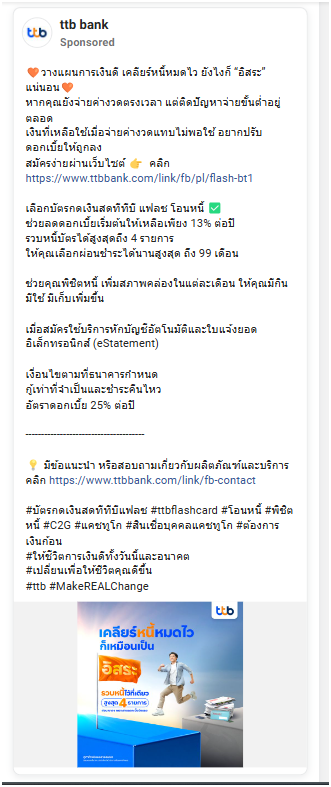 ttb bank
Sponsored
🧡วางแผนการเงินดี เคลียร์หนี้หมดไว ยังไงก็ “อิสระ”
แน่นอน🧡
หากคุณยังจ่ายค่างวดตรงเวลา แต่ติดปัญหาจ่ายขั้นต่ำอยู่
ตลอด
เงินที่เหลือใช้เมื่อจ่ายค่างวดแทบไม่พอใช้ อยากปรับ
ดอกเบี้ยให้ถูกลง
สมัครง่ายผ่านเว็บไซต์ 👉 คลิก
https://www.ttbbank.com/link/fb/pl/flash-bt1
เลือกบัตรกดเงินสดทีทีบี แฟลช โอนหนี้ ✅
ช่วยลดดอกเบี้ยเริ่มต้นให้เหลือเพียง 13% ต่อปี
รวบหนี้บัตรได้สูงสุดถึง 4 รายการ
ให้คุณเลือกผ่อนชำระได้นานสูงสุด ถึง 99 เดือน
ช่วยคุณพิชิตหนี้ เพิ่มสภาพคล่องในแต่ละเดือน ให้คุณมีกิน
มีใช้ มีเก็บเพิ่มขึ้น
เมื่อสมัครใช้บริการหักบัญชีอัตโนมัติและใบแจ้งยอด
อิเล็กทรอนิกส์ (eStatement)
เงื่อนไขตามที่ธนาคารกำหนด
กู้เท่าที่จำเป็นและชำระคืนไหว
อัตราดอกเบี้ย 25% ต่อปี
--------------------------------------
💡 มีข้อแนะนำ หรือสอบถามเกี่ยวกับผลิตภัณฑ์และบริการ
คลิก https://www.ttbbank.com/link/fb-contact
#บัตรกดเงินสดทีทีบีแฟลช #ttbflashcard #โอนหนี้ #พิชิต
หนี้ #C2G #แคชทูโก #สินเชื่อบุคคลแคชทูโก #ต้องการ
เงินก้อน
#ให้ชีวิตการเงินดีทั้งวันนี้และอนาคต
#เปลี่ยนเพื่อให้ชีวิตคุณดีขึ้น
#ttb #MakeREALChange
ttb
เคลียร์หนี้หมดไว
ก็เหมือนเป็น
อิสระ
รวบหนี้ไว้ที่เดียว
สูงสุด 4 รายการ